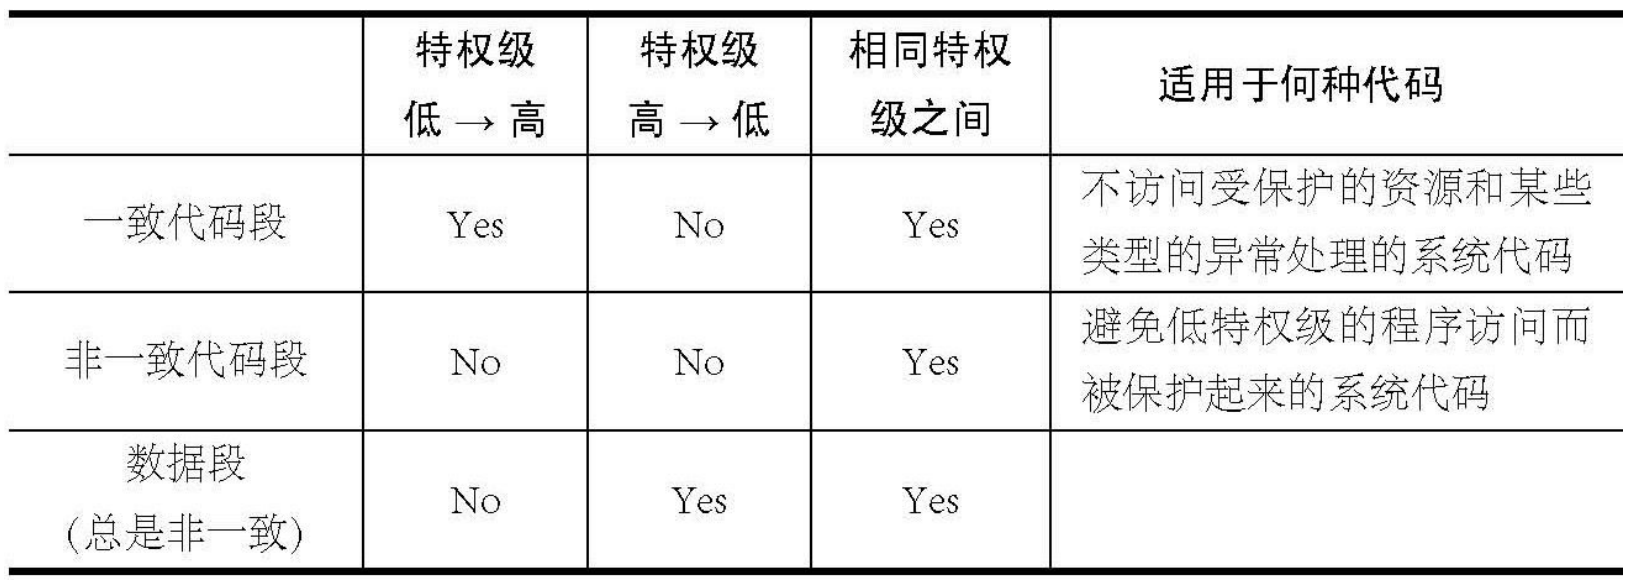 特权级
低 → 高
特权级
高 → 低
相同特权
级之间
适用于何种代码
一致代码段
Yes
No
Yes
不访问受保护的资源和某些
类型的异常处理的系统代码
非一致代码段
No
No
Yes
避免低特权级的程序访问而
被保护起来的系统代码
数据段
(总是非一致)
No
Yes
Yes